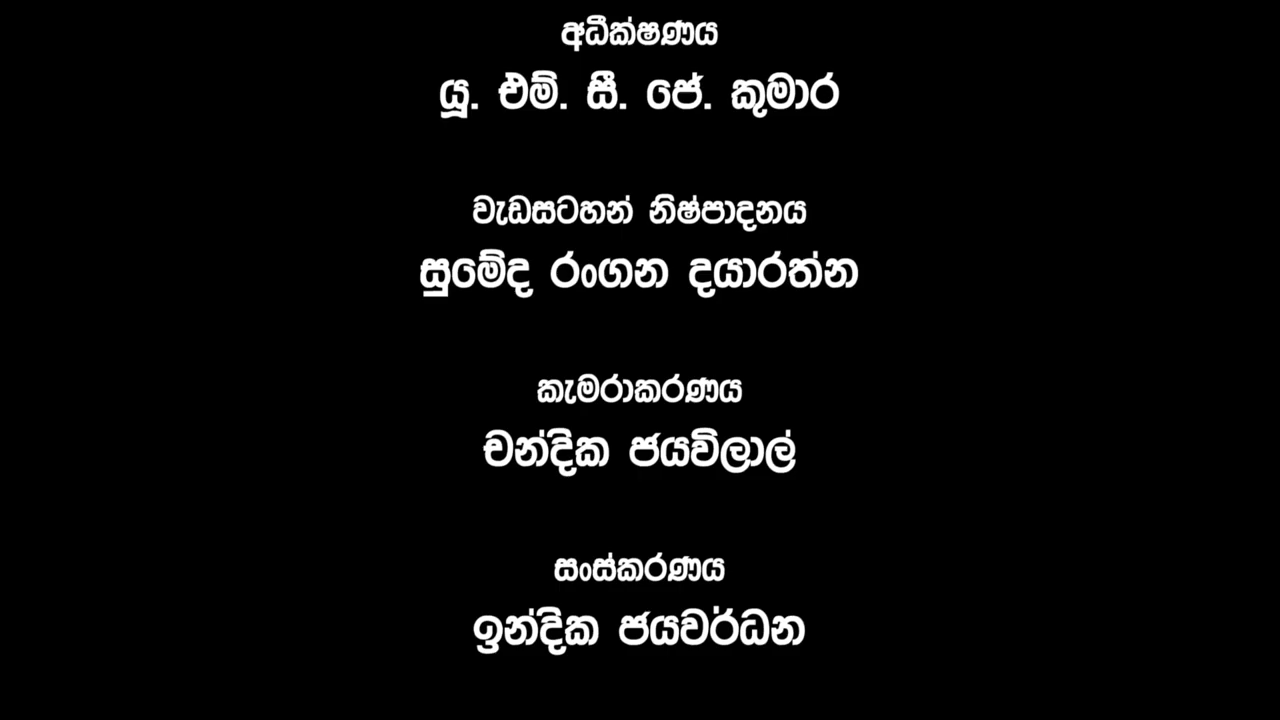 අධීක්ෂණය
යූ. එම්. සී. ජේ. කුමාර
වැඩසටහන් නිෂ්පාදනය
සුමේද රංගන දයාරත්න
කැමරාකරණය
චන්දික ජයවිලාල්
සංස්කරණය
ඉන්දික ජයවර්ධන